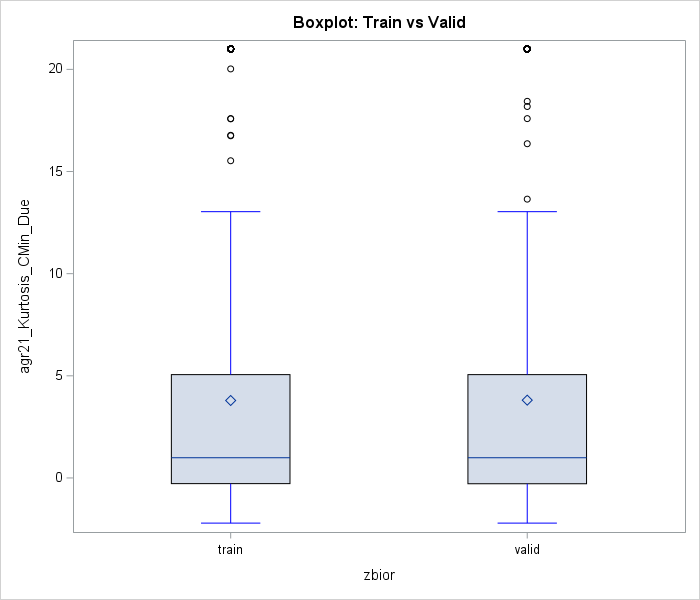 Boxplot: Train vs Valid
20
15
10
5
0
agr21_Kurtosis_CMin_Due
train
valid
zbior